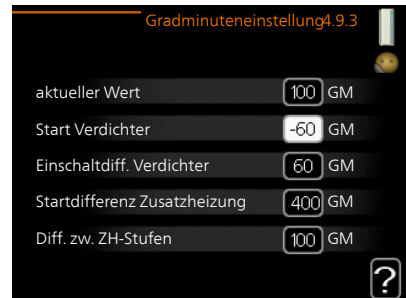 Gradminuteneinstellung4.9.3
aktueller Wert 100 GM
Start Verdichter -60 GM
Einschaltdiff. Verdichter 60 GM
Startdifferenz Zusatzheizung 400 GM
Diff. zw. ZH-Stufen 100 GM
?